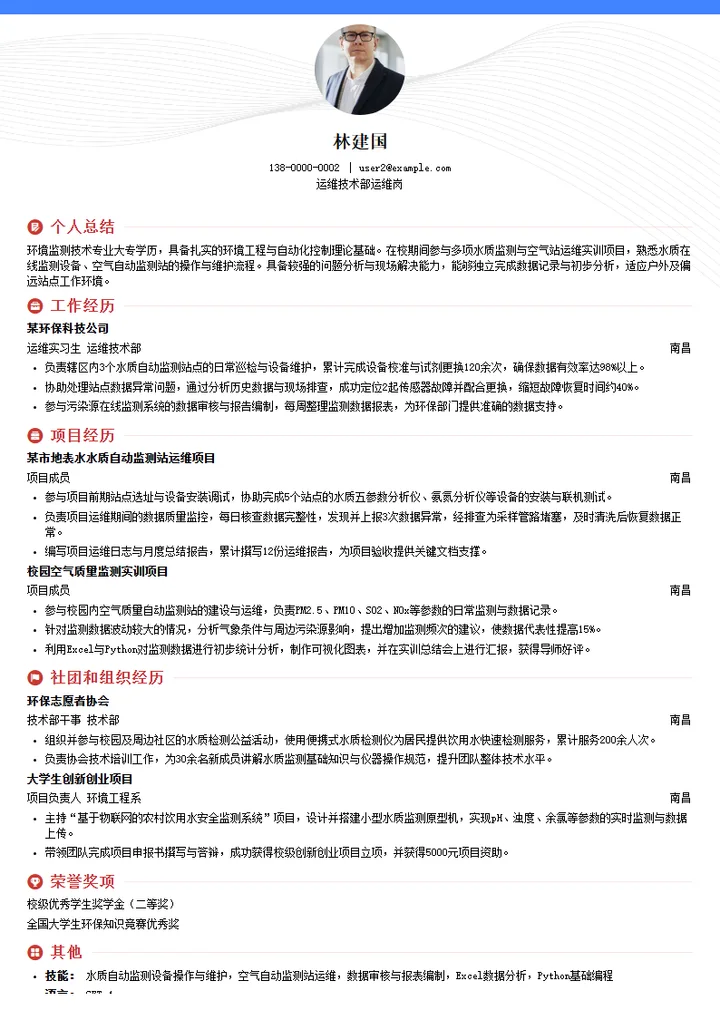 林建国
138-0000-0002 | user2@example.com
运维技术部运维岗
个人总结
环境监测技术专业大专学历，具备扎实的环境工程与自动化控制理论基础。在校期间参与多项水质监测与空气站运维实训项目，熟悉水质在
线监测设备、空气自动监测站的操作与维护流程。具备较强的问题分析与现场解决能力，能够独立完成数据记录与初步分析，适应户外及偏
远站点工作环境。
工作经历
某环保科技公司
运维实习生 运维技术部 南昌
• 负责辖区内3个水质自动监测站点的日常巡检与设备维护，累计完成设备校准与试剂更换120余次，确保数据有效率达98%以上。
• 协助处理站点数据异常问题，通过分析历史数据与现场排查，成功定位2起传感器故障并配合更换，缩短故障恢复时间约40%。
• 参与污染源在线监测系统的数据审核与报告编制，每周整理监测数据报表，为环保部门提供准确的数据支持。
项目经历
某市地表水水质自动监测站运维项目
项目成员 南昌
• 参与项目前期站点选址与设备安装调试，协助完成5个站点的水质五参数分析仪、氨氮分析仪等设备的安装与联机测试。
• 负责项目运维期间的数据质量监控，每日核查数据完整性，发现并上报3次数据异常，经排查为采样管路堵塞，及时清洗后恢复数据正
常。
• 编写项目运维日志与月度总结报告，累计撰写12份运维报告，为项目验收提供关键文档支撑。
校园空气质量监测实训项目
项目成员 南昌
• 参与校园内空气质量自动监测站的建设与运维，负责PM2.5、PM10、SO2、NOx等参数的日常监测与数据记录。
• 针对监测数据波动较大的情况，分析气象条件与周边污染源影响，提出增加监测频次的建议，使数据代表性提高15%。
• 利用Excel与Python对监测数据进行初步统计分析，制作可视化图表，并在实训总结会上进行汇报，获得导师好评。
社团和组织经历
环保志愿者协会
技术部干事 技术部 南昌
• 组织并参与校园及周边社区的水质检测公益活动，使用便携式水质检测仪为居民提供饮用水快速检测服务，累计服务200余人次。
• 负责协会技术培训工作，为30余名新成员讲解水质监测基础知识与仪器操作规范，提升团队整体技术水平。
大学生创新创业项目
项目负责人 环境工程系 南昌
• 主持“基于物联网的农村饮用水安全监测系统”项目，设计并搭建小型水质监测原型机，实现pH、浊度、余氯等参数的实时监测与数据
上传。
• 带领团队完成项目申报书撰写与答辩，成功获得校级创新创业项目立项，并获得5000元项目资助。
荣誉奖项
校级优秀学生奖学金（二等奖）
全国大学生环保知识竞赛优秀奖
其他
• 技能： 水质自动监测设备操作与维护，空气自动监测站运维，数据审核与报表编制，Excel数据分析，Python基础编程